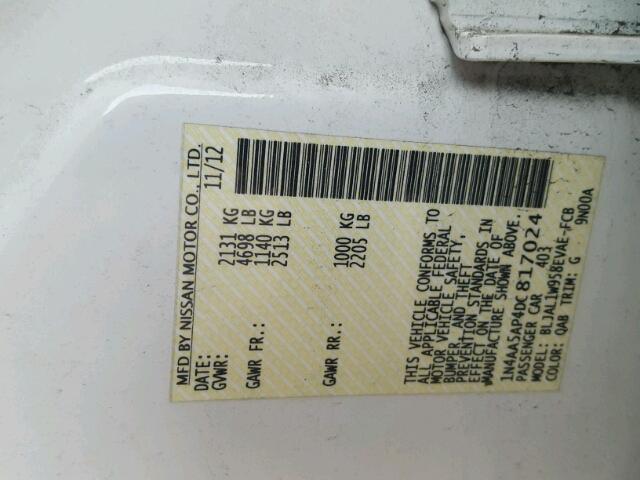 MFD BY NISSAN MOTOR CO., LTD.
DATE: 11/12
GVWR: 2131 KG
4698 LB
GAWR FR.: 1140 KG
2513 LB
GAWR RR.: 1000 KG
2205 LB
THIS VEHICLE CONFORMS TO
ALL APPLICABLE FEDERAL
MOTOR VEHICLE SAFETY,
BUMPER, AND THEFT
PREVENTION STANDARDS IN
EFFECT ON THE DATE OF
MANUFACTURE SHOWN ABOVE.
1N4AA5AP4DC817024
PASSENGER CAR 403
MODEL: BLJAL1W958EVAE-FCB
COLOR: QAB TRIM: G 9N00A